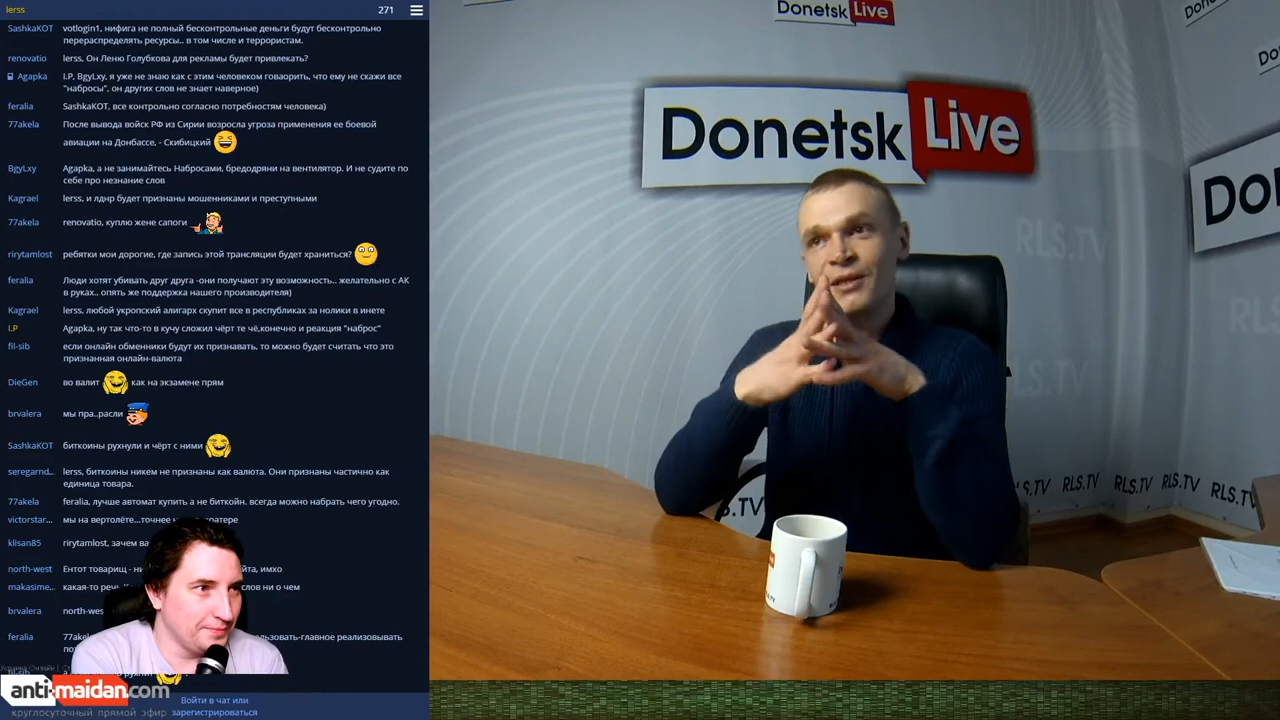 lerss 271
SashkaKOT votlogin1, нифига не полный бесконтрольные деньги будут бесконтрольно
перераспределять ресурсы.. в том числе и террористам.
renovatio lerss, Он Леню Голубкова для рекламы будет привлекать?
Agapka I.P, BgyLxy, я уже не знаю как с этим человеком говорить, что ему не скажи все
"набросы", он других слов не знает наверное)
feralia SashkaKOT, все контрольно согласно потребностям человека)
77akela После вывода войск РФ из Сирии возросла угроза применения ее боевой
авиации на Донбассе, - Скибицкий
BgyLxy Agapka, а не занимайтесь Набросами, бредодряни на вентилятор. И не судите по
себе про незнание слов
Kagrael lerss, и лднр будет признаны мошенниками и преступными
77akela renovatio, куплю жене сапоги
rirytamlost ребятки мои дорогие, где запись этой трансляции будет храниться?
feralia Люди хотят убивать друг друга -они получают эту возможность.. желательно с АК
в руках.. опять же поддержка нашего производителя)
Kagrael lerss, любой укропский алигарх скупит все в республиках за нолики в инете
I.P Agapka, ну так что-то в кучу сложил чёрт те чё,конечно и реакция "наброс"
fil-sib если онлайн обменники будут их признавать, то можно будет считать что это
признанная онлайн-валюта
DieGen во валит как на экзамене прям
brvalera мы пра..расли
SashkaKOT биткоины рухнули и чёрт с ними
seregarnd... lerss, биткоины никем не признаны как валюта. Они признаны частично как
единица товара.
77akela feralia, лучше автомат купить а не биткойн. всегда можно набрать чего угодно.
victorstar... мы на вертолёте...точнее
klisan85 rirytamlost, зачем
north-west Ентот товарищ имхо
makasime... какая-то слов ни о чем
brvalera
feralia главное реализовывать
fil-sib
anti-maidan.com
круглосуточный прямой эфир
Войти в чат или
зарегистрироваться
Donetsk Live
Donetsk Live
Donetsk
RLS.TV
RLS.TV
RLS.TV RLS.TV RLS.TV